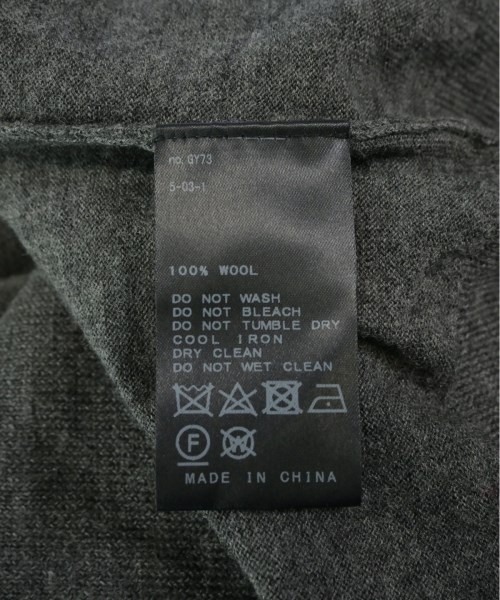 no. GY73
5-03-1
100% WOOL
DO NOT WASH
DO NOT BLEACH
DO NOT TUMBLE DRY
COOL IRON
DRY CLEAN
DO NOT WET CLEAN
F W
MADE IN CHINA